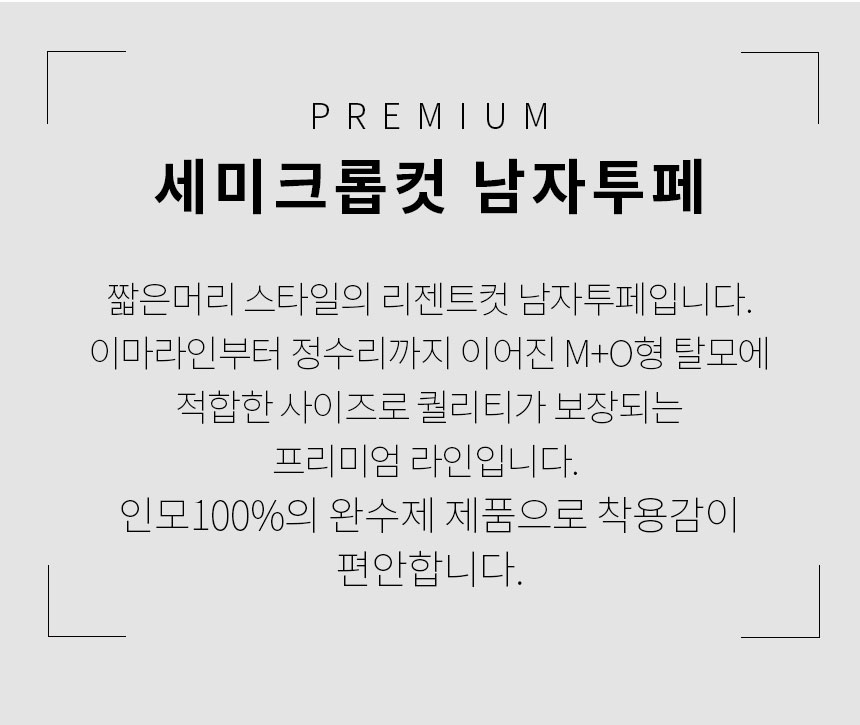 PREMIUM
세미크롭컷 남자투페
짧은머리 스타일의 리젠트컷 남자투페입니다.
이마라인부터 정수리까지 이어진 M+O형 탈모에
적합한 사이즈로 퀄리티가 보장되는
프리미엄 라인입니다.
인모100%의 완수제 제품으로 착용감이
편안합니다.